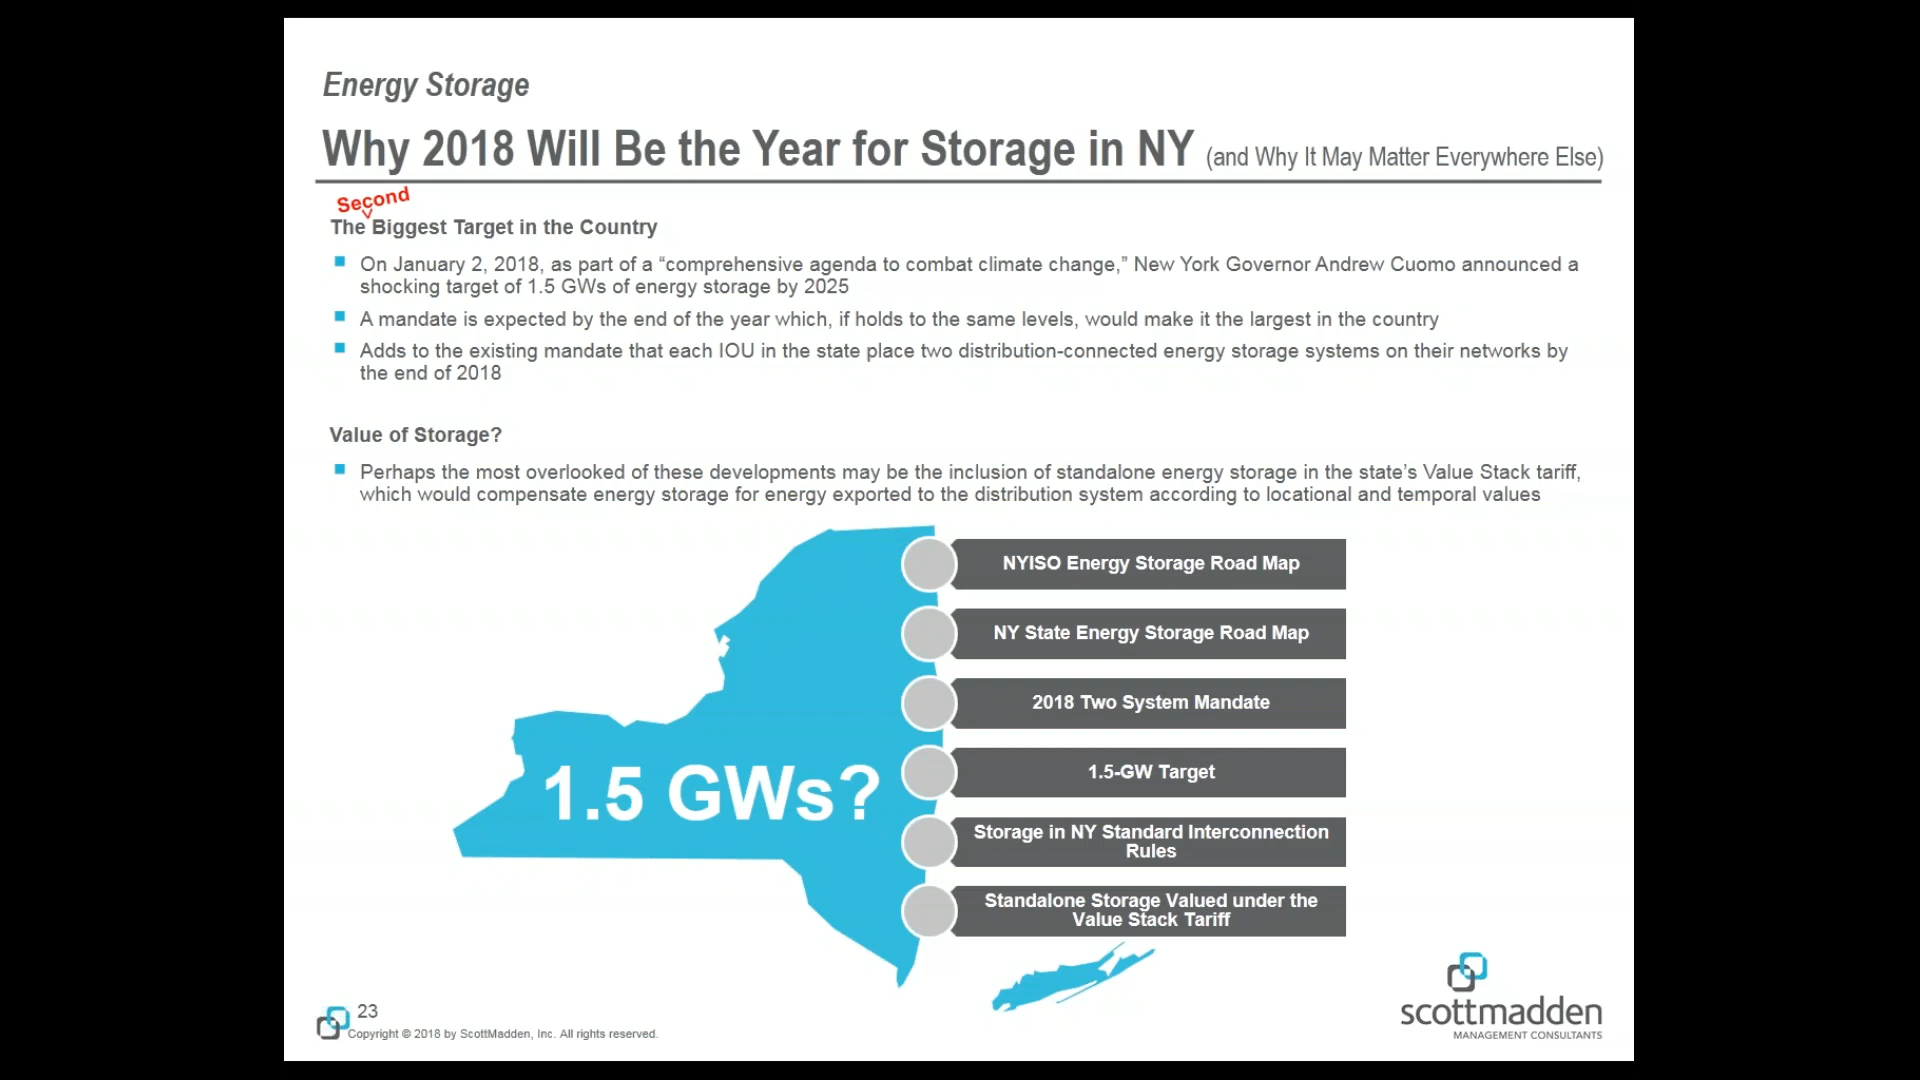 Energy Storage
Why 2018 Will Be the Year for Storage in NY (and Why It May Matter Everywhere Else)
Second
The Biggest Target in the Country
On January 2, 2018, as part of a “comprehensive agenda to combat climate change,” New York Governor Andrew Cuomo announced a
shocking target of 1.5 GWs of energy storage by 2025
A mandate is expected by the end of the year which, if holds to the same levels, would make it the largest in the country
Adds to the existing mandate that each IOU in the state place two distribution-connected energy storage systems on their networks by
the end of 2018
Value of Storage?
Perhaps the most overlooked of these developments may be the inclusion of standalone energy storage in the state’s Value Stack tariff,
which would compensate energy storage for energy exported to the distribution system according to locational and temporal values
NYISO Energy Storage Road Map
NY State Energy Storage Road Map
2018 Two System Mandate
1.5 GWs?
1.5-GW Target
Storage in NY Standard Interconnection
Rules
Standalone Storage Valued under the
Value Stack Tariff
23
Copyright © 2018 by ScottMadden, Inc. All rights reserved.
scottmadden
MANAGEMENT CONSULTANTS